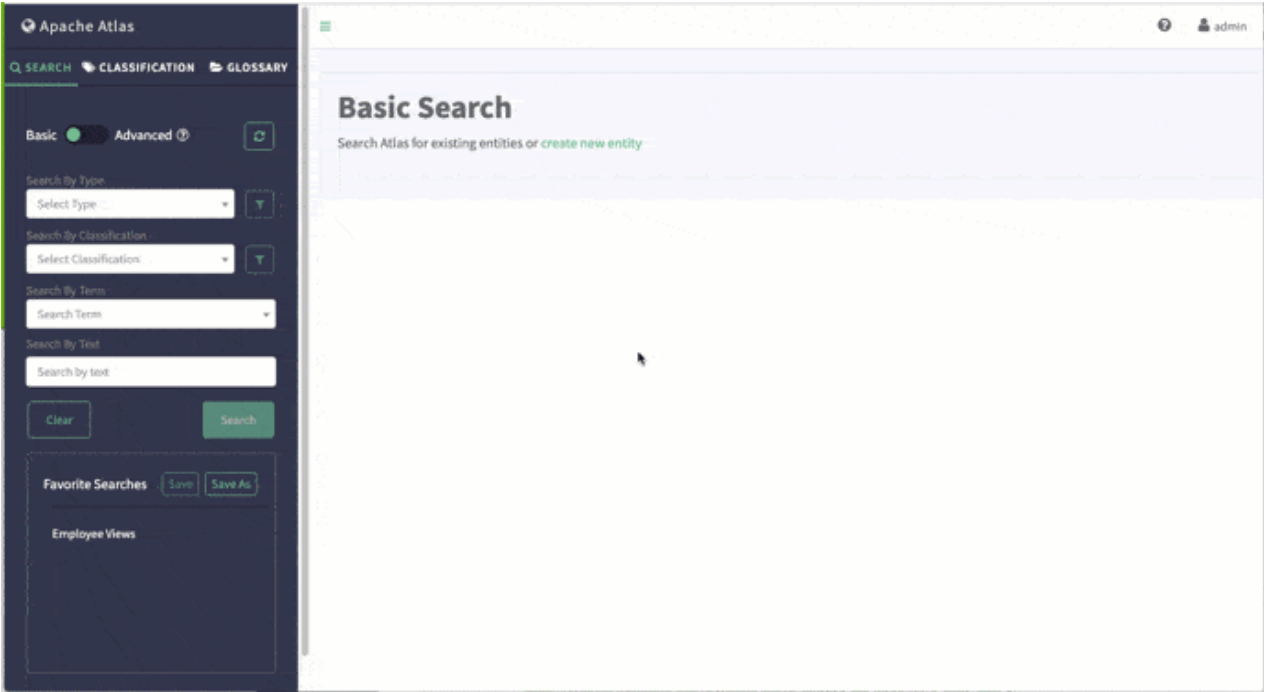 Apache Atlas
admin
SEARCH CLASSIFICATION GLOSSARY
Basic Search
Search Atlas for existing entities or create new entity
Basic Advanced
Search By Type
Select Type
Search By Classification
Select Classification
Search By Term
Search Term
Search By Text
Search by text
Clear Search
Favorite Searches Save Save As
Employee Views